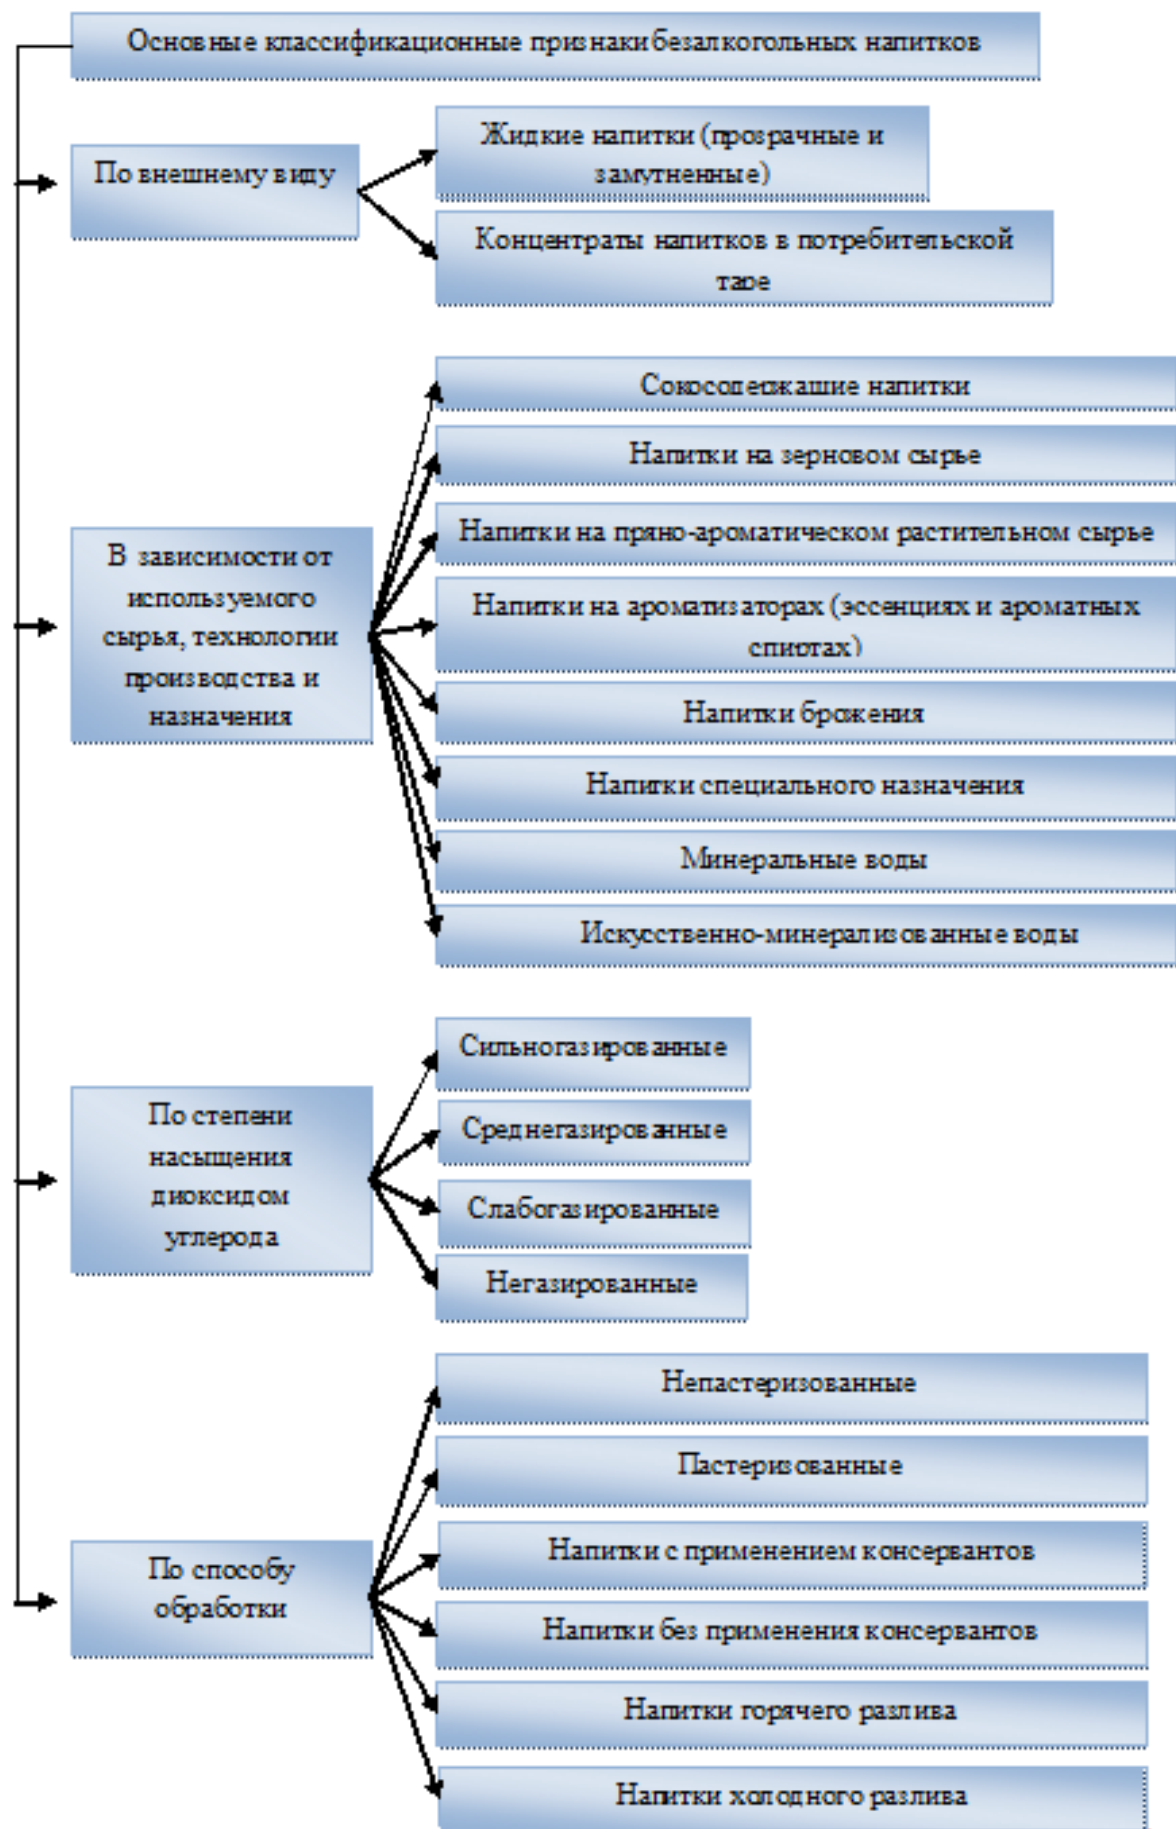 Основные классификационные признаки безалкогольных напитков
По внешнему виду
Жидкие напитки (прозрачные и
замутненные)
Концентраты напитков в потребительской
таре
В зависимости от
используемого
сырья, технологии
производства и
назначения
Сокосодержащие напитки
Напитки на зерновом сырье
Напитки на пряно-ароматическом растительном сырье
Напитки на ароматизаторах (эссенциях и ароматных
спиртах)
Напитки брожения
Напитки специального назначения
Минеральные воды
Искусственно-минерализованные воды
По степени
насыщения
диоксидом
углерода
Сильногазированные
Среднегазированные
Слабогазированные
Негазированные
По способу
обработки
Непастеризованные
Пастеризованные
Напитки с применением консервантов
Напитки без применения консервантов
Напитки горячего разлива
Напитки холодного разлива